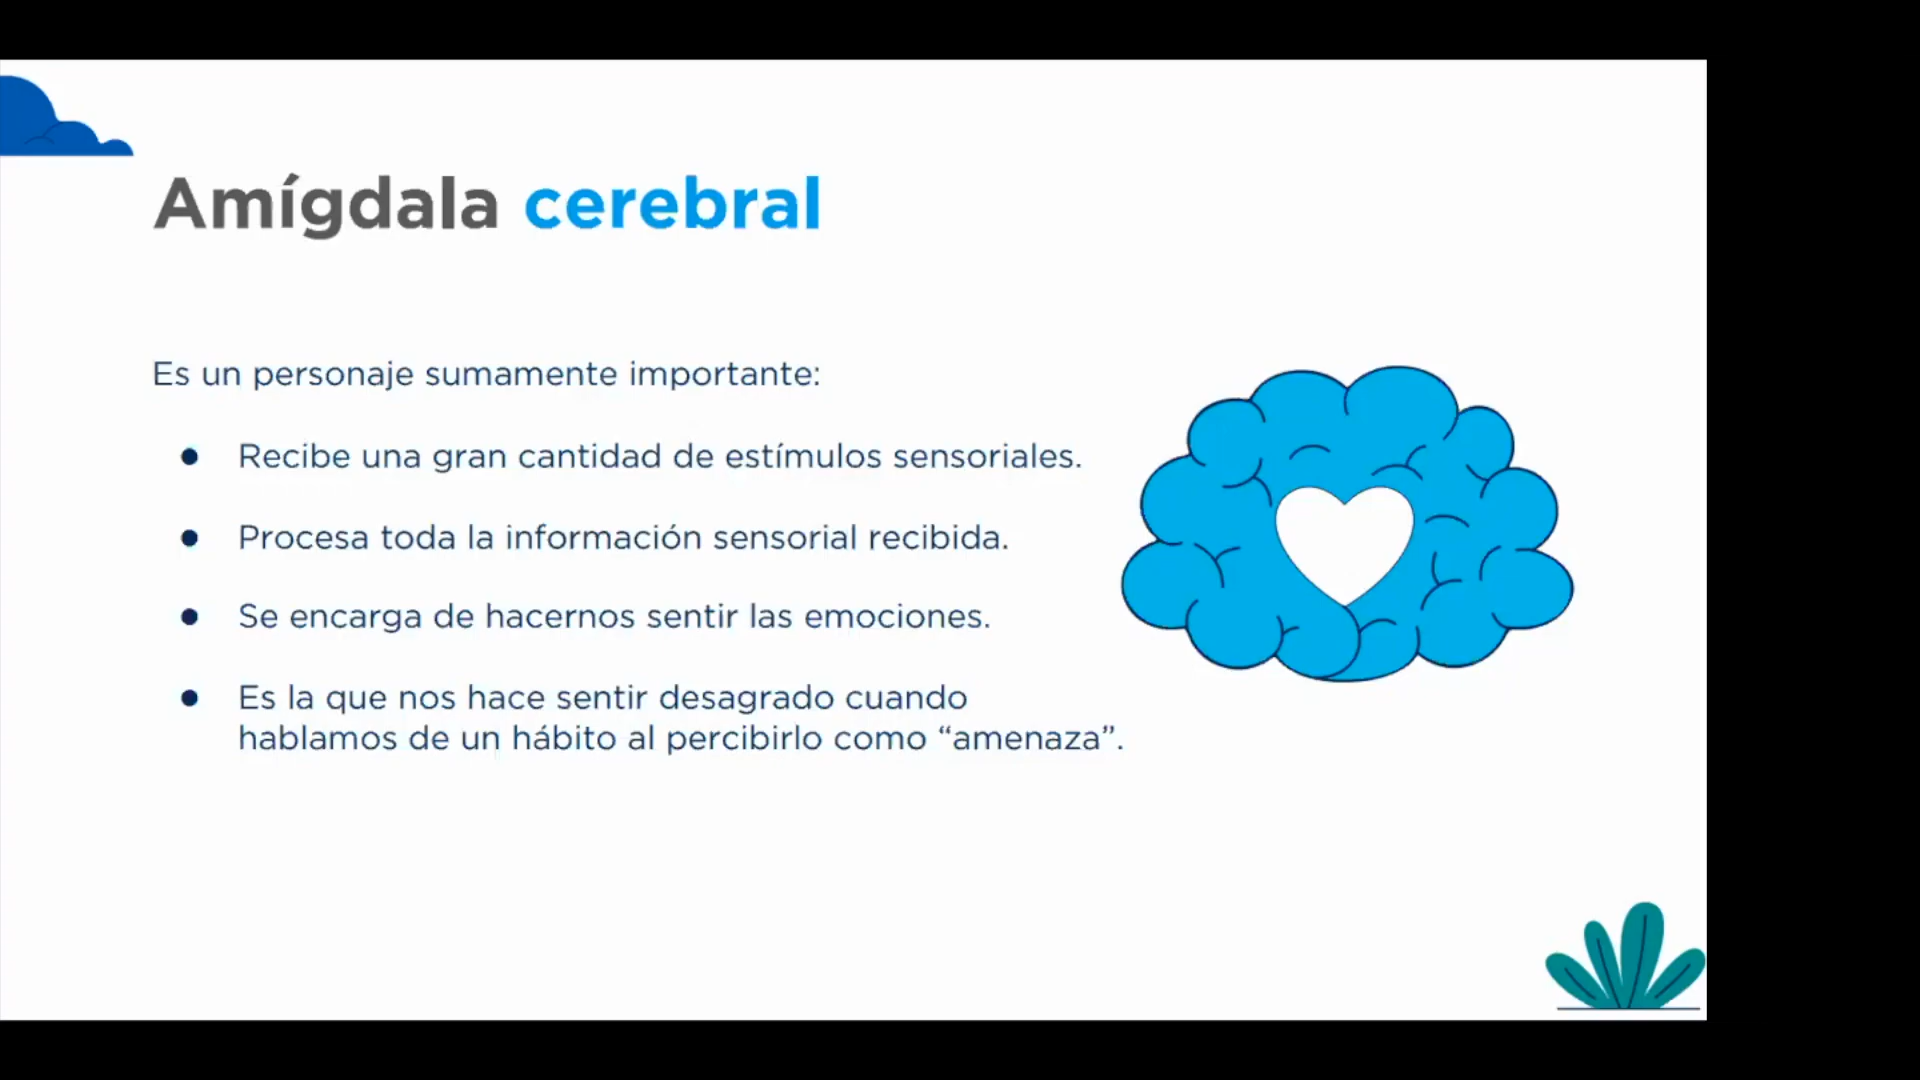 Amígdala cerebral
Es un personaje sumamente importante:
● Recibe una gran cantidad de estímulos sensoriales.
● Procesa toda la información sensorial recibida.
● Se encarga de hacernos sentir las emociones.
● Es la que nos hace sentir desagrado cuando
hablamos de un hábito al percibirlo como “amenaza”.